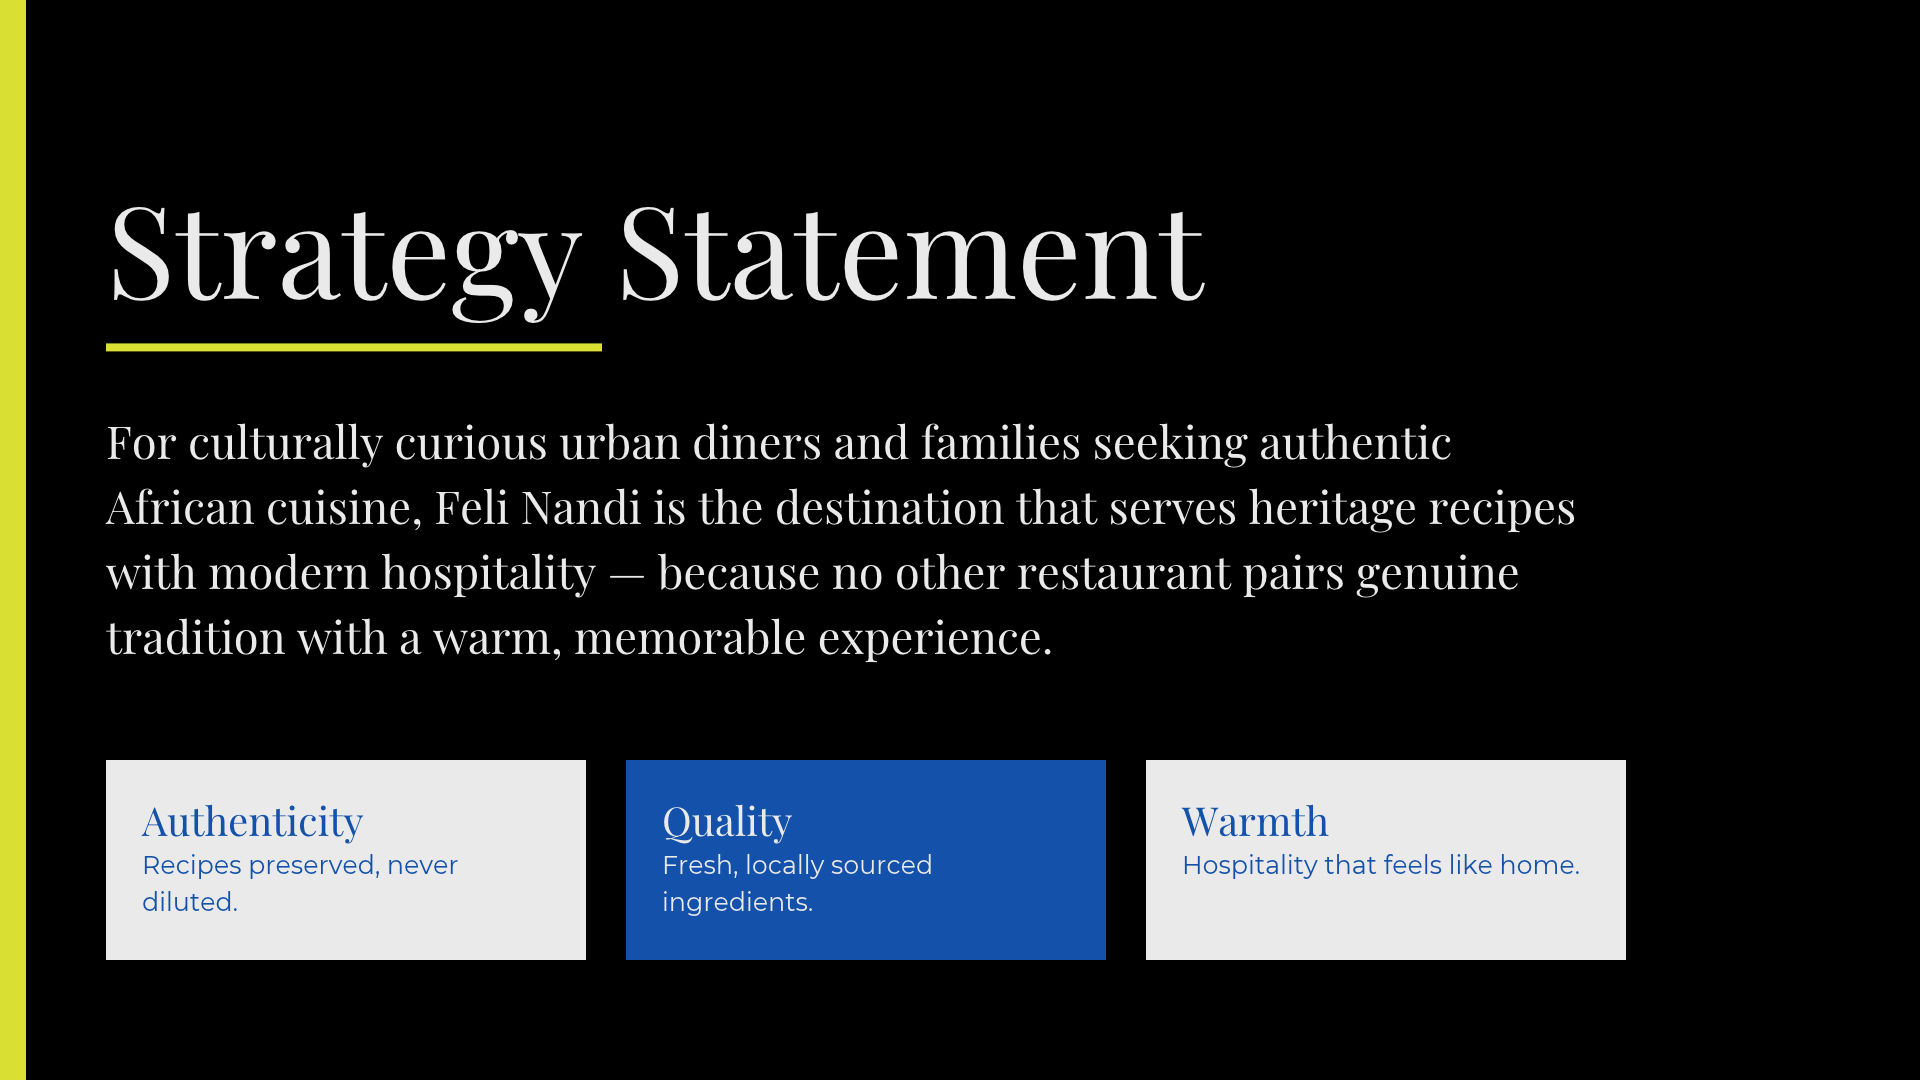 Strategy Statement
For culturally curious urban diners and families seeking authentic
African cuisine, Feli Nandi is the destination that serves heritage recipes
with modern hospitality — because no other restaurant pairs genuine
tradition with a warm, memorable experience.
Authenticity
Recipes preserved, never
diluted.
Quality
Fresh, locally sourced
ingredients.
Warmth
Hospitality that feels like home.